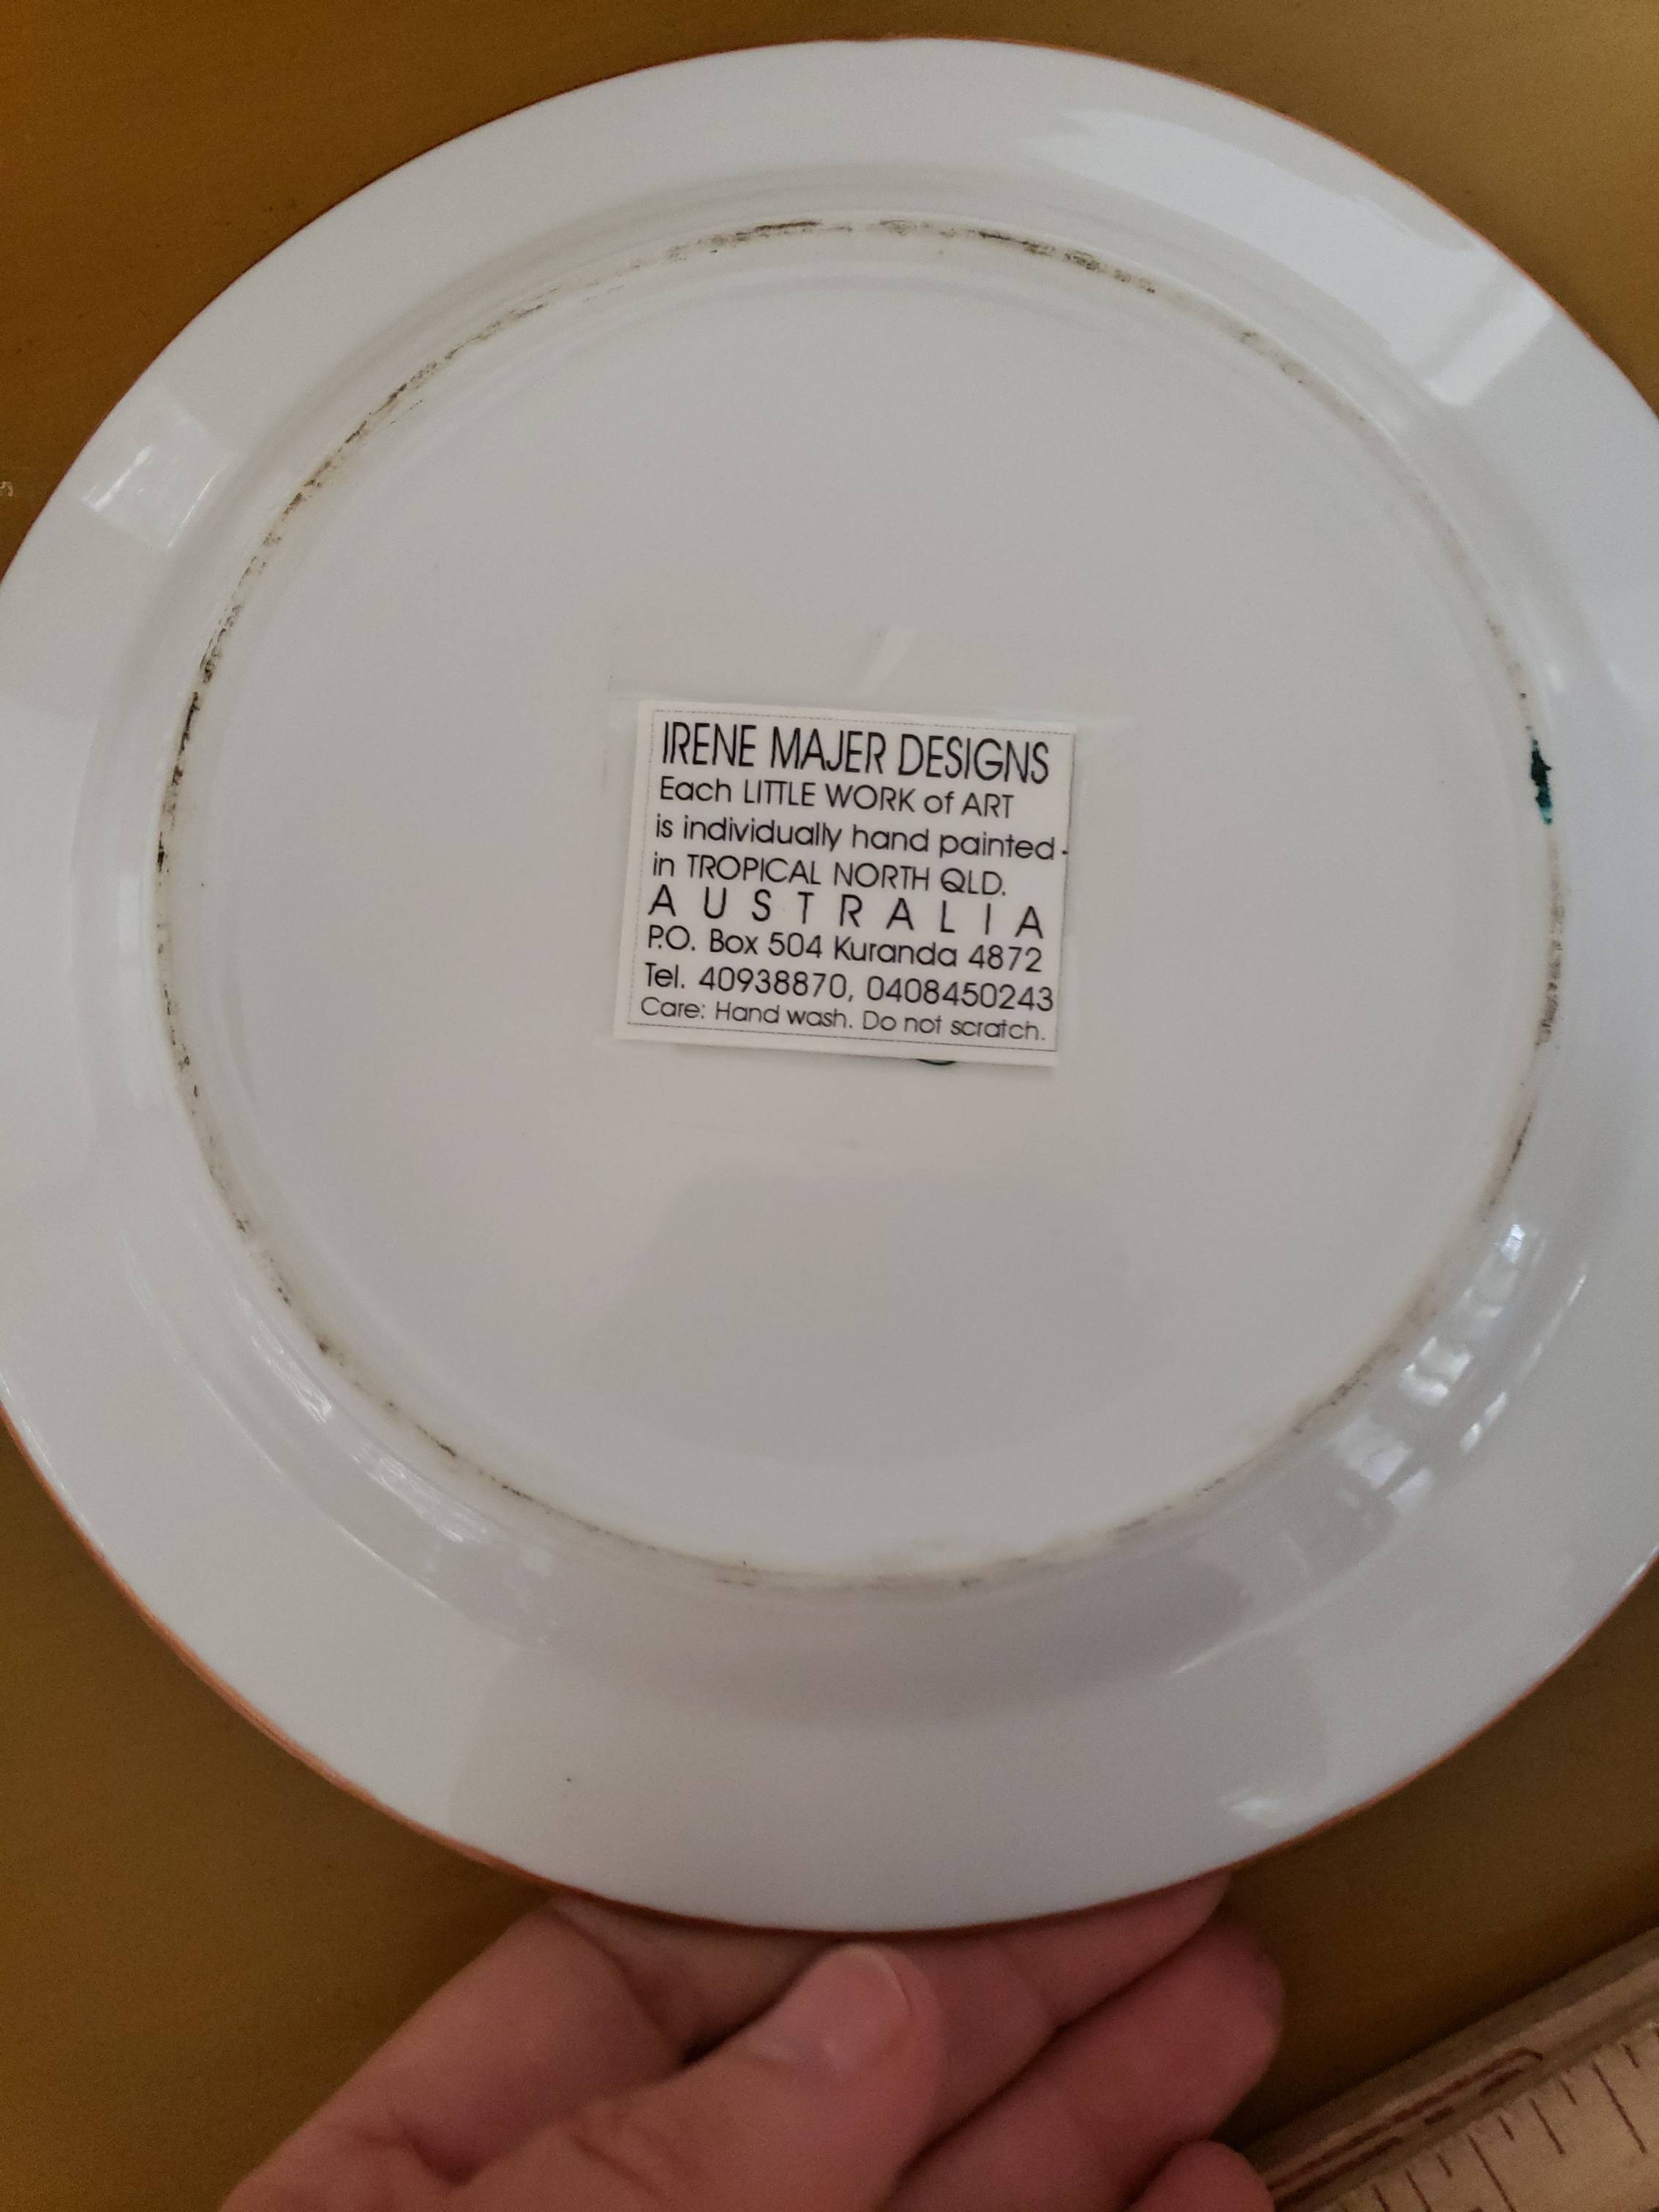 IRENE MAJER DESIGNS
Each LITTLE WORK of ART
is individually hand painted -
in TROPICAL NORTH QLD.
AUSTRALIA
P.O. Box 504 Kuranda 4872
Tel. 40938870, 0408450243
Care: Hand wash. Do not scratch.